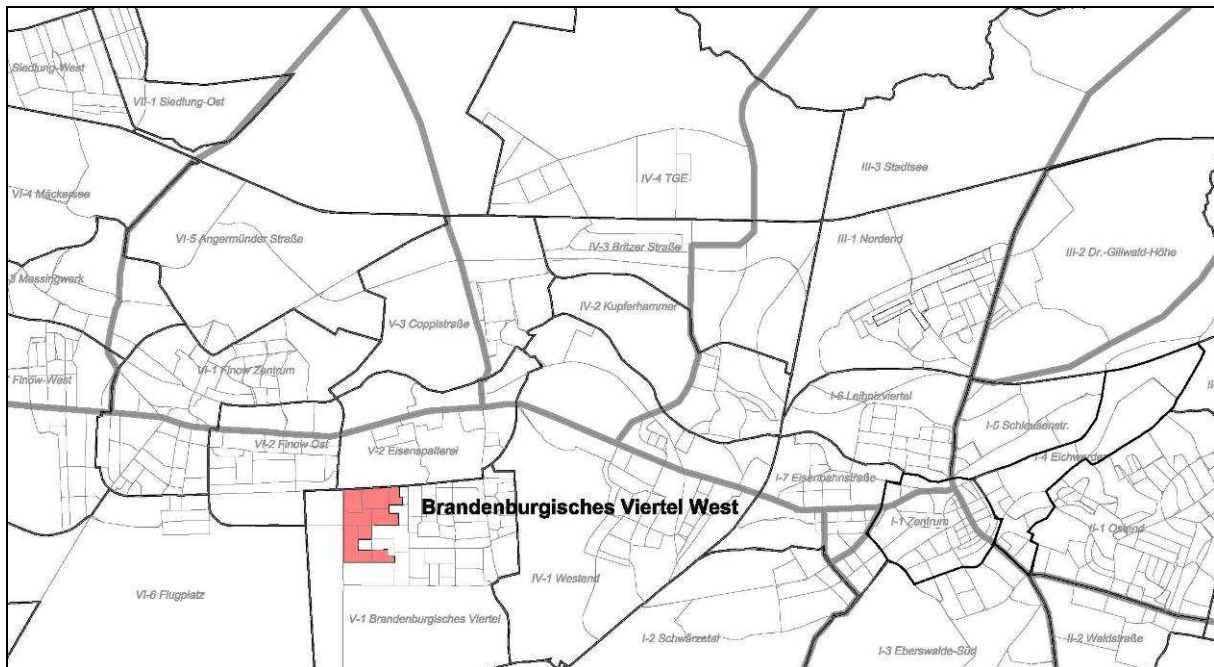 Siedlung-West
VII-1 Siedlung-Ost
IV-4 TGE
III-3 Stadtsee
VI-4 Mäckersee
VI-5 Angermünder Straße
IV-3 Britzer Straße
III-1 Nordend
III-2 Dr.-Gillwald-Höhe
3 Messingwerk
IV-2 Kupferhammer
V-3 Coppistraße
VI-1 Finow Zentrum
Finow-West
I-6 Leibnizviertel
I-5 Schleusenstr.
VI-2 Finow Ost
V-2 Eisenspalterei
I-4 Eichwerder
I-7 Eisenbahnstraße
Brandenburgisches Viertel West
I-1 Zentrum
II-1 Ostend
IV-1 Westend
VI-6 Flugplatz
V-1 Brandenburgisches Viertel
I-2 Schwärzetal
II-2 Waldstraße
I-3 Eberswalde-Süd